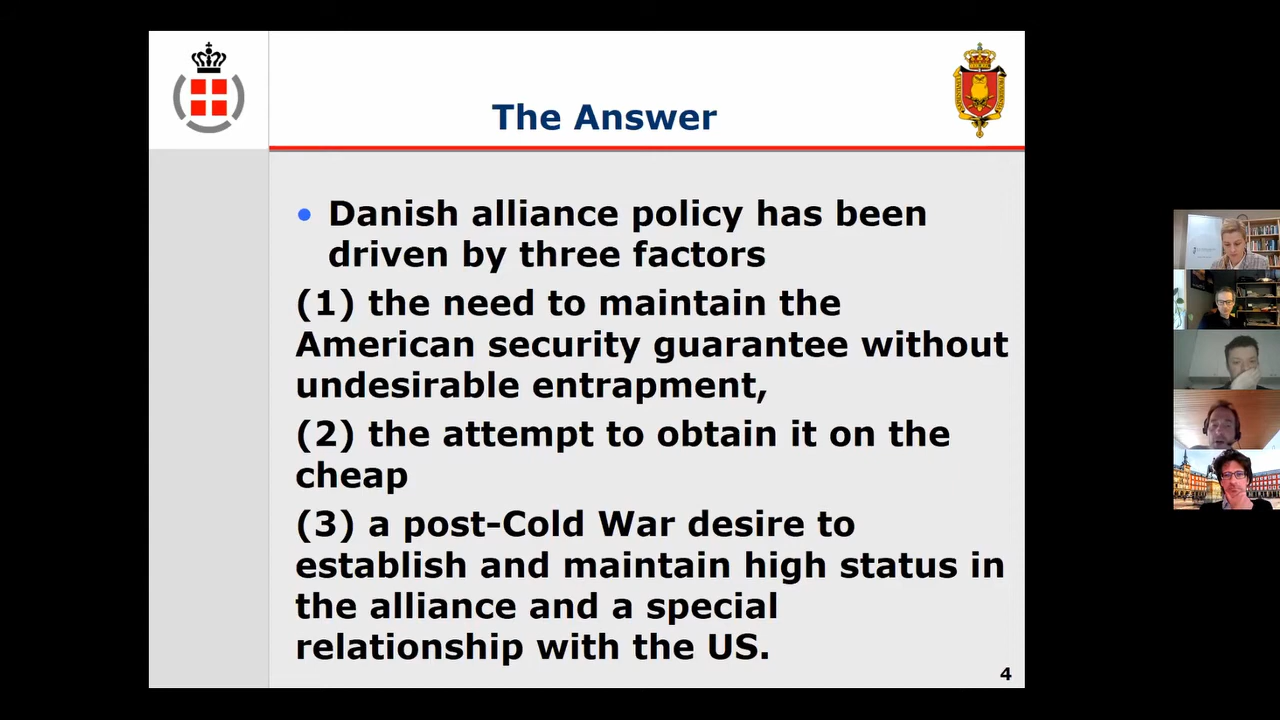 The Answer
• Danish alliance policy has been
driven by three factors
(1) the need to maintain the
American security guarantee without
undesirable entrapment,
(2) the attempt to obtain it on the
cheap
(3) a post-Cold War desire to
establish and maintain high status in
the alliance and a special
relationship with the US.
4